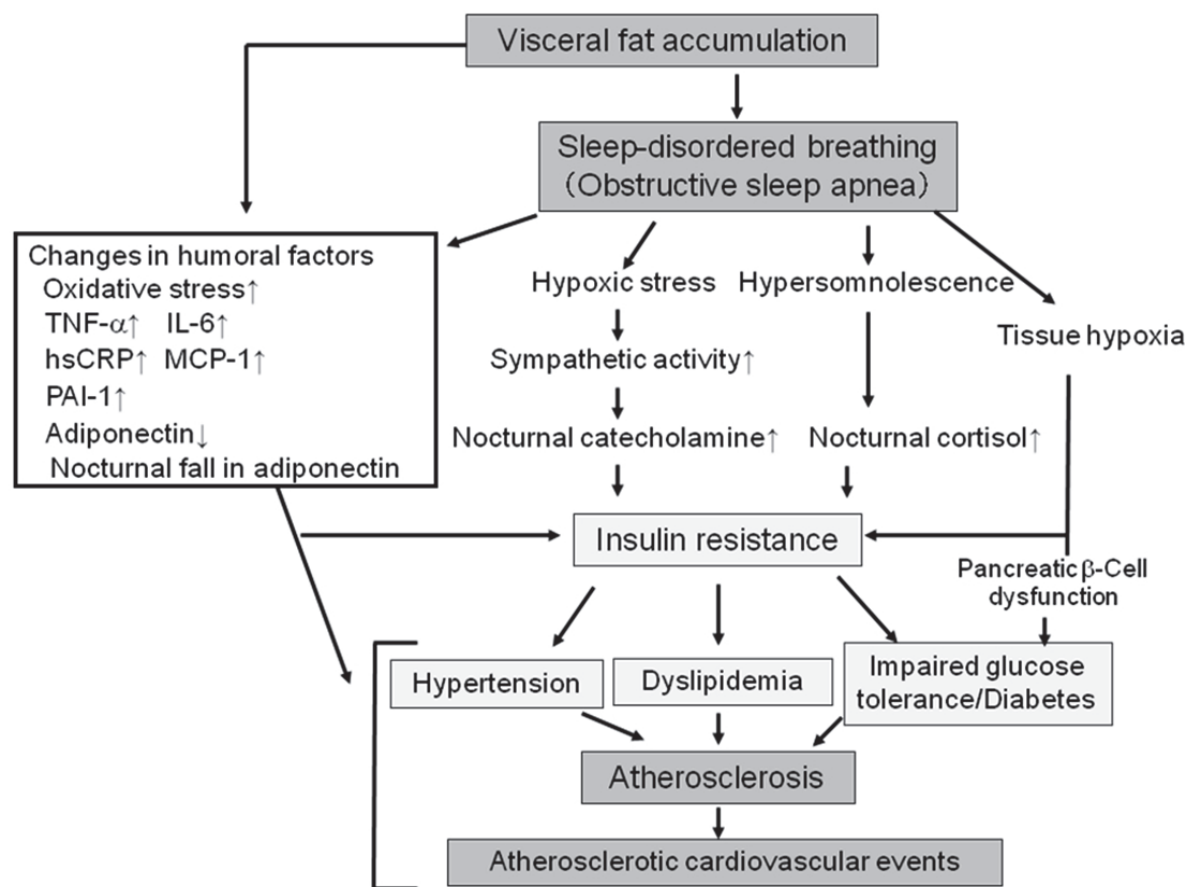 Visceral fat accumulation
Sleep-disordered breathing
(Obstructive sleep apnea)
Changes in humoral factors
Oxidative stress↑
TNF-α↑ IL-6↑
hsCRP↑ MCP-1↑
PAI-1↑
Adiponectin↓
Nocturnal fall in adiponectin
Hypoxic stress
Hypersomnolescence
Tissue hypoxia
Sympathetic activity↑
Nocturnal catecholamine↑
Nocturnal cortisol↑
Insulin resistance
Pancreatic β-Cell
dysfunction
Hypertension
Dyslipidemia
Impaired glucose
tolerance/Diabetes
Atherosclerosis
Atherosclerotic cardiovascular events